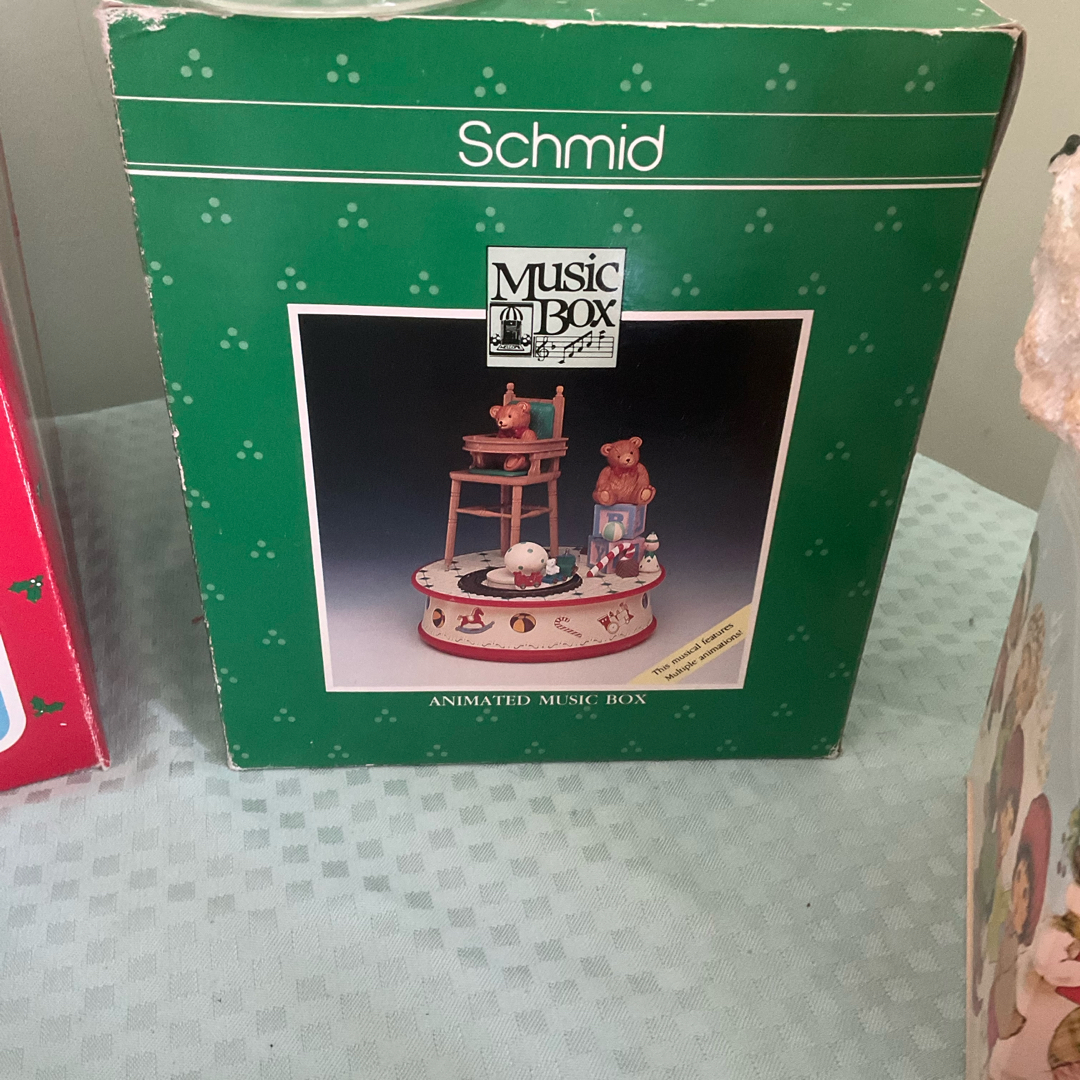 Schmid
Music
Box
This musical features
Multiple animations!
ANIMATED MUSIC BOX